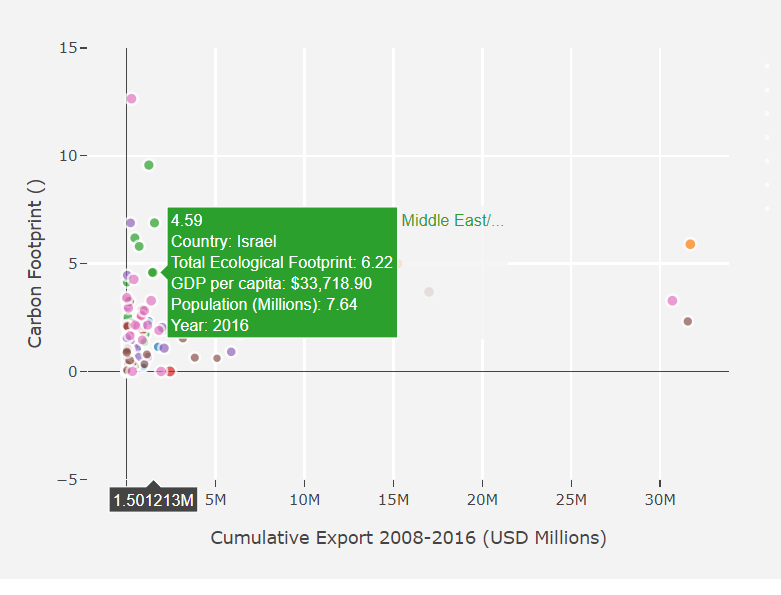 15
10
5
0
−5
Carbon Footprint ()
4.59
Country: Israel
Total Ecological Footprint: 6.22
GDP per capita: $33,718.90
Population (Millions): 7.64
Year: 2016
Middle East/...
1.501213M
5M
10M
15M
20M
25M
30M
Cumulative Export 2008-2016 (USD Millions)